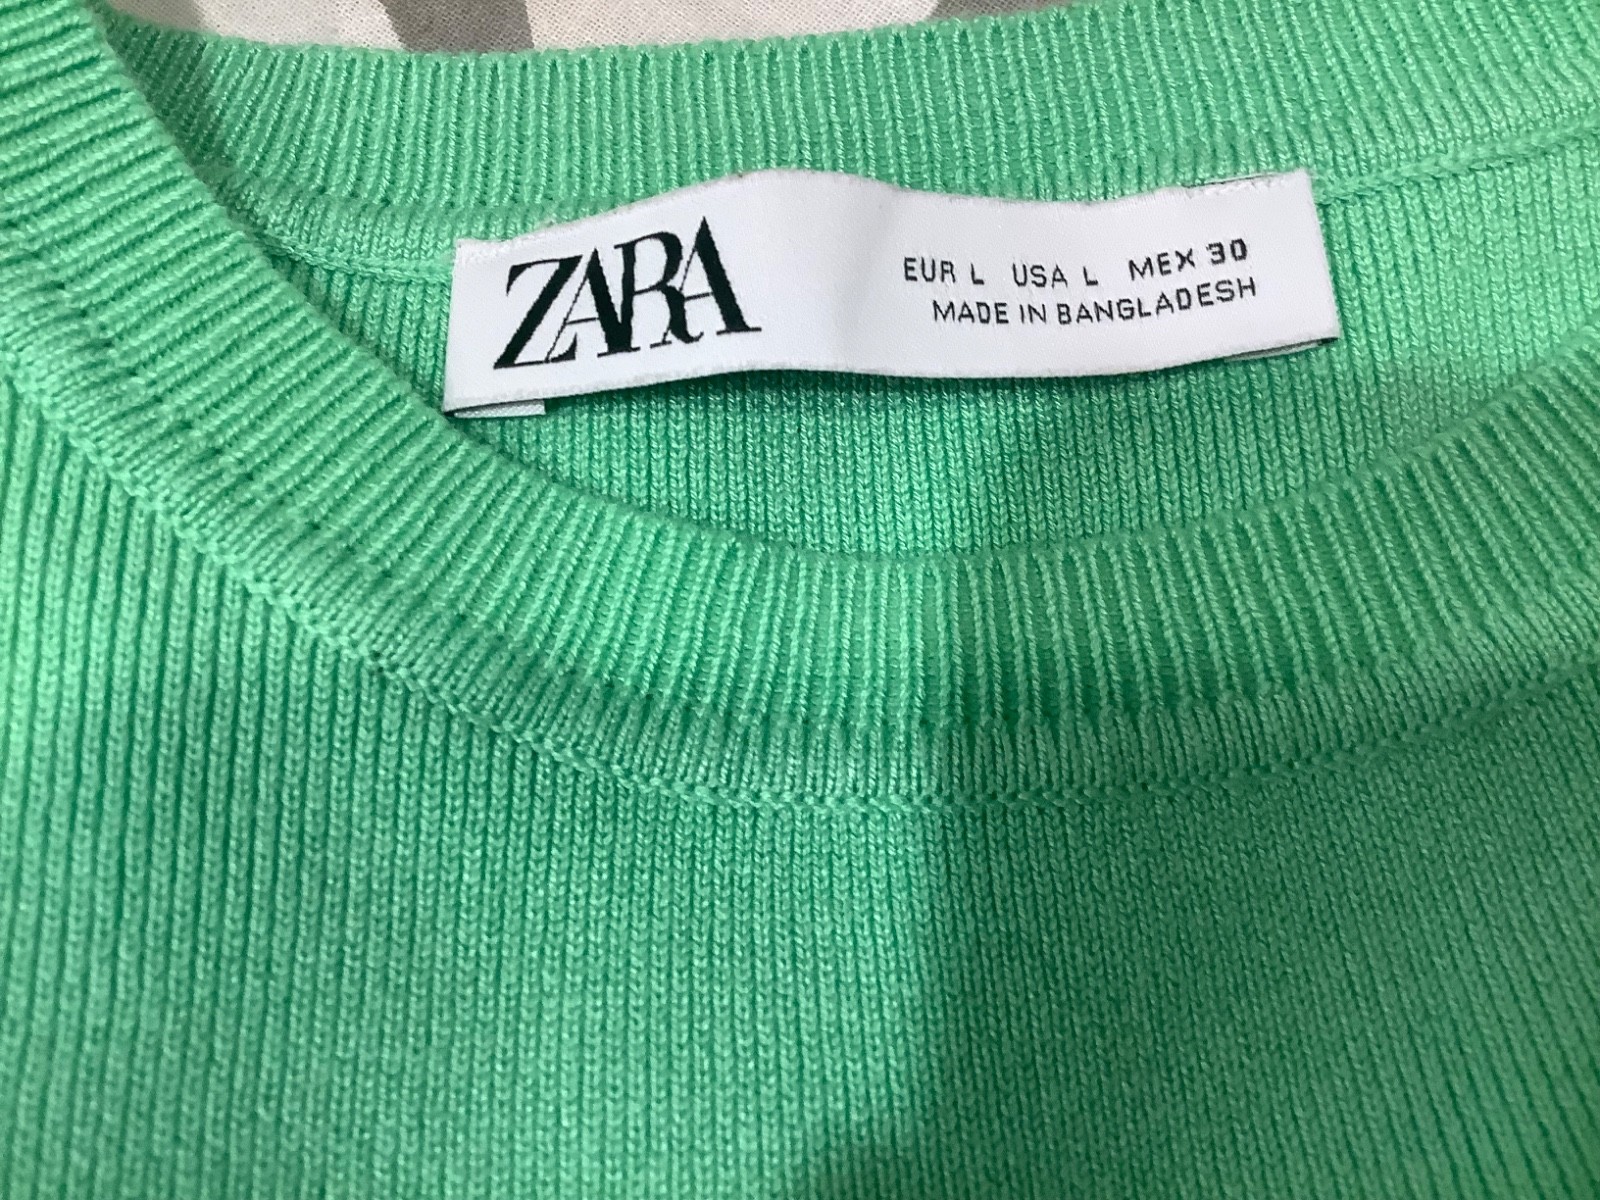 ZARA
EUR L USA L MEX 30
MADE IN BANGLADESH